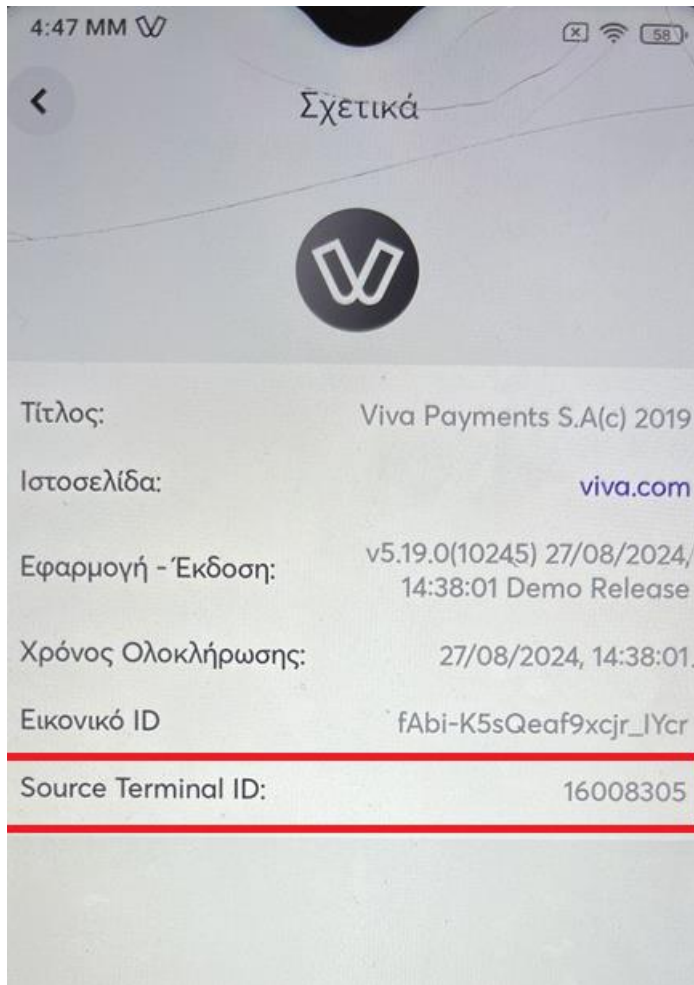 4:47 MM
58
Σχετικά
Τίτλος: Viva Payments S.A(c) 2019
Ιστοσελίδα: viva.com
Εφαρμογή - Έκδοση: v5.19.0(10245) 27/08/2024,
14:38:01 Demo Release
Χρόνος Ολοκλήρωσης: 27/08/2024, 14:38:01.
Εικονικό ID fAbi-K5sQeaf9xcjr_IYcr
Source Terminal ID: 16008305